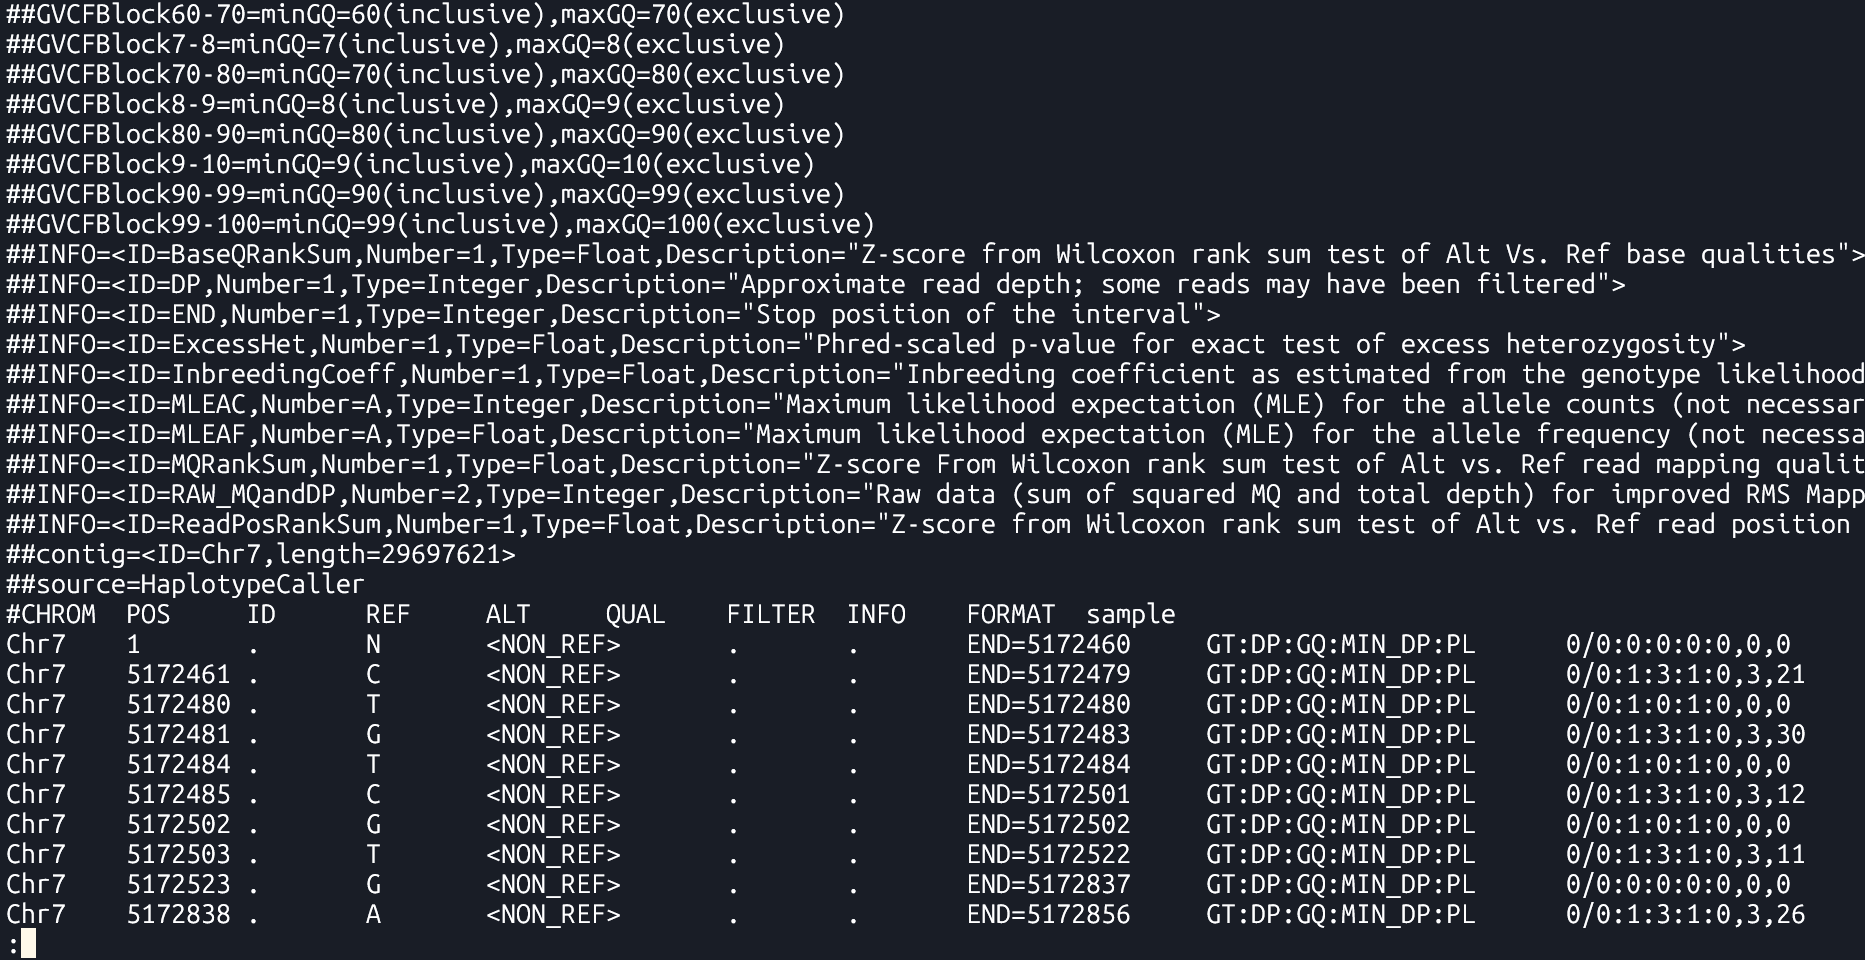 ##GVCFBlock60-70=minGQ=60(inclusive),maxGQ=70(exclusive)
##GVCFBlock7-8=minGQ=7(inclusive),maxGQ=8(exclusive)
##GVCFBlock70-80=minGQ=70(inclusive),maxGQ=80(exclusive)
##GVCFBlock8-9=minGQ=8(inclusive),maxGQ=9(exclusive)
##GVCFBlock80-90=minGQ=80(inclusive),maxGQ=90(exclusive)
##GVCFBlock9-10=minGQ=9(inclusive),maxGQ=10(exclusive)
##GVCFBlock90-99=minGQ=90(inclusive),maxGQ=99(exclusive)
##GVCFBlock99-100=minGQ=99(inclusive),maxGQ=100(exclusive)
##INFO=<ID=BaseQRankSum,Number=1,Type=Float,Description="Z-score from Wilcoxon rank sum test of Alt Vs. Ref base qualities">
##INFO=<ID=DP,Number=1,Type=Integer,Description="Approximate read depth; some reads may have been filtered">
##INFO=<ID=END,Number=1,Type=Integer,Description="Stop position of the interval">
##INFO=<ID=ExcessHet,Number=1,Type=Float,Description="Phred-scaled p-value for exact test of excess heterozygosity">
##INFO=<ID=InbreedingCoeff,Number=1,Type=Float,Description="Inbreeding coefficient as estimated from the genotype likelihood
##INFO=<ID=MLEAC,Number=A,Type=Integer,Description="Maximum likelihood expectation (MLE) for the allele counts (not necessar
##INFO=<ID=MLEAF,Number=A,Type=Float,Description="Maximum likelihood expectation (MLE) for the allele frequency (not necessa
##INFO=<ID=MQRankSum,Number=1,Type=Float,Description="Z-score From Wilcoxon rank sum test of Alt vs. Ref read mapping qualit
##INFO=<ID=RAW_MQandDP,Number=2,Type=Integer,Description="Raw data (sum of squared MQ and total depth) for improved RMS Mapp
##INFO=<ID=ReadPosRankSum,Number=1,Type=Float,Description="Z-score from Wilcoxon rank sum test of Alt vs. Ref read position
##contig=<ID=Chr7,length=29697621>
##source=HaplotypeCaller
#CHROM POS ID REF ALT QUAL FILTER INFO FORMAT sample
Chr7 1 . N <NON_REF> . . END=5172460 GT:DP:GQ:MIN_DP:PL 0/0:0:0:0:0,0,0
Chr7 5172461 . C <NON_REF> . . END=5172479 GT:DP:GQ:MIN_DP:PL 0/0:1:3:1:0,3,21
Chr7 5172480 . T <NON_REF> . . END=5172480 GT:DP:GQ:MIN_DP:PL 0/0:1:0:1:0,0,0
Chr7 5172481 . G <NON_REF> . . END=5172483 GT:DP:GQ:MIN_DP:PL 0/0:1:3:1:0,3,30
Chr7 5172484 . T <NON_REF> . . END=5172484 GT:DP:GQ:MIN_DP:PL 0/0:1:0:1:0,0,0
Chr7 5172485 . C <NON_REF> . . END=5172501 GT:DP:GQ:MIN_DP:PL 0/0:1:3:1:0,3,12
Chr7 5172502 . G <NON_REF> . . END=5172502 GT:DP:GQ:MIN_DP:PL 0/0:1:0:1:0,0,0
Chr7 5172503 . T <NON_REF> . . END=5172522 GT:DP:GQ:MIN_DP:PL 0/0:1:3:1:0,3,11
Chr7 5172523 . G <NON_REF> . . END=5172837 GT:DP:GQ:MIN_DP:PL 0/0:0:0:0:0,0,0
Chr7 5172838 . A <NON_REF> . . END=5172856 GT:DP:GQ:MIN_DP:PL 0/0:1:3:1:0,3,26
: